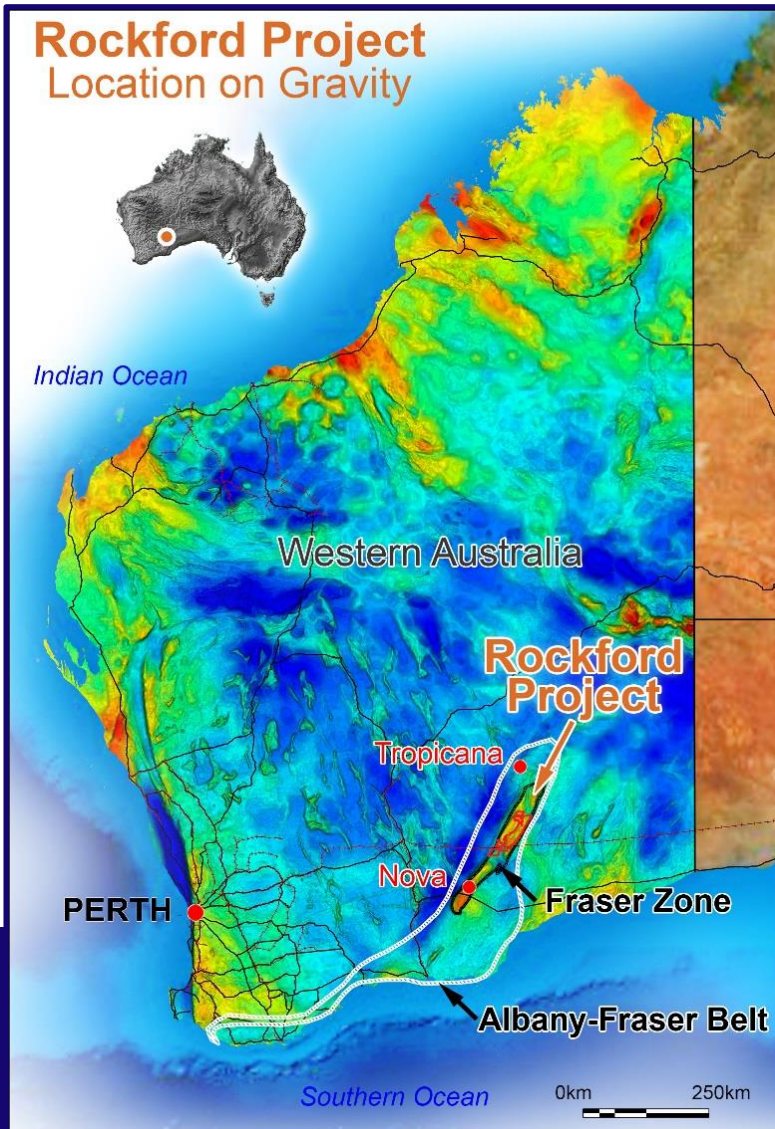 Rockford Project
Location on Gravity
Indian Ocean
Western Australia
Rockford
Project
Tropicana
Nova
PERTH
Fraser Zone
Albany-Fraser Belt
Southern Ocean
0km 250km